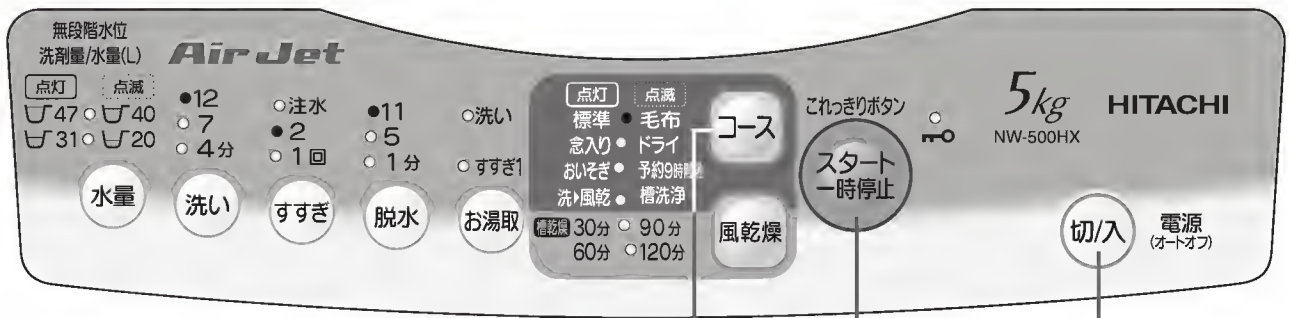 無段階水位
洗剤量/水量(L)
点灯 点滅
47 40
31 20
水量
Air Jet
12
7
4分
洗い
注水
2
1回
すすぎ
11
5
1分
脱水
洗い
すすぎ1
お湯取
点灯 点滅
標準 毛布
念入り ドライ
おいそぎ 予約9時間
洗▶風乾 槽洗浄
槽乾燥 30分 90分
60分 120分
コース
風乾燥
これっきりボタン
スタート
一時停止
5kg
NW-500HX
HITACHI
切/入
電源
(オートオフ)